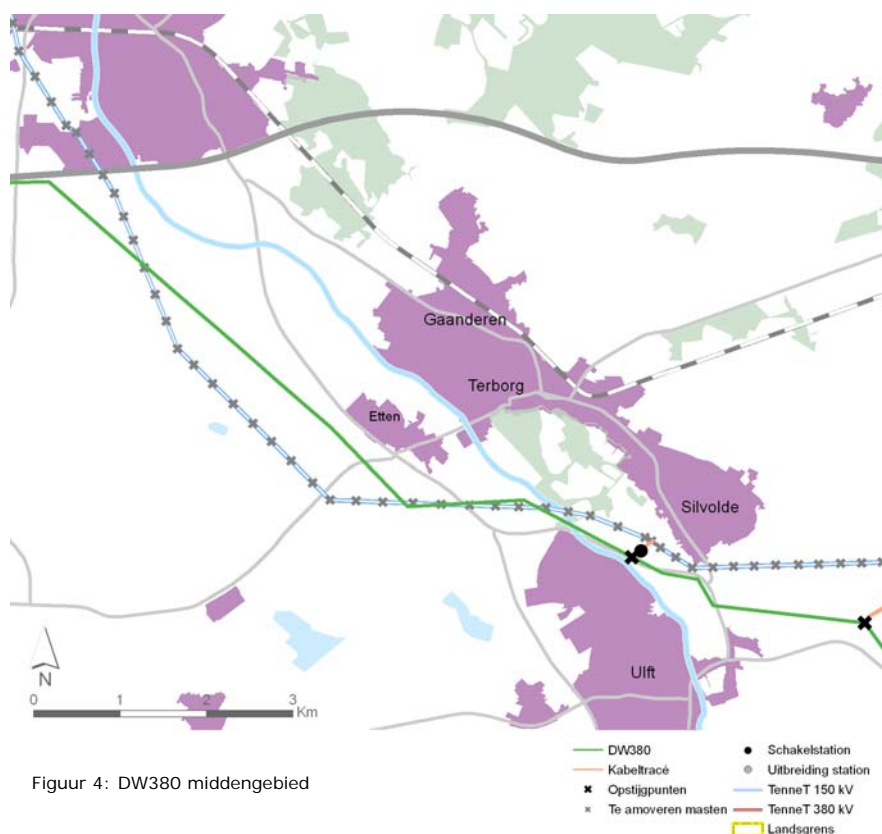 Gaanderen
Terborg
Etten
Silvolde
Ulft
N
0 1 2 3
Km
Figuur 4: DW380 middengebied
DW380
Kabeltracé
Opstijgpunten
Te amoveren masten
Schakelstation
Uitbreiding station
TenneT 150 kV
TenneT 380 kV
Landsgrens